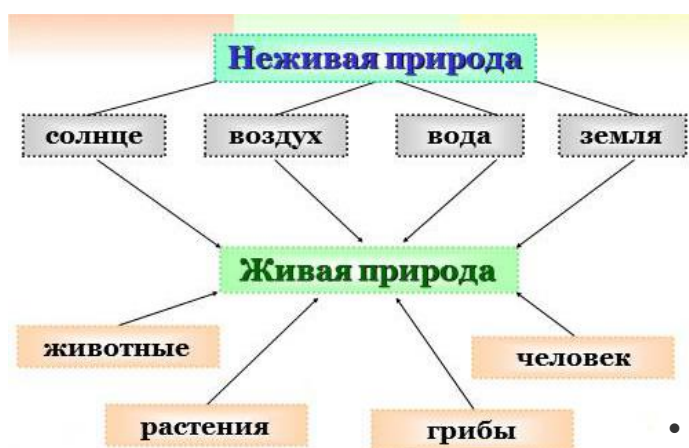 Неживая природа
солнце
воздух
вода
земля
Живая природа
животные
человек
растения
грибы